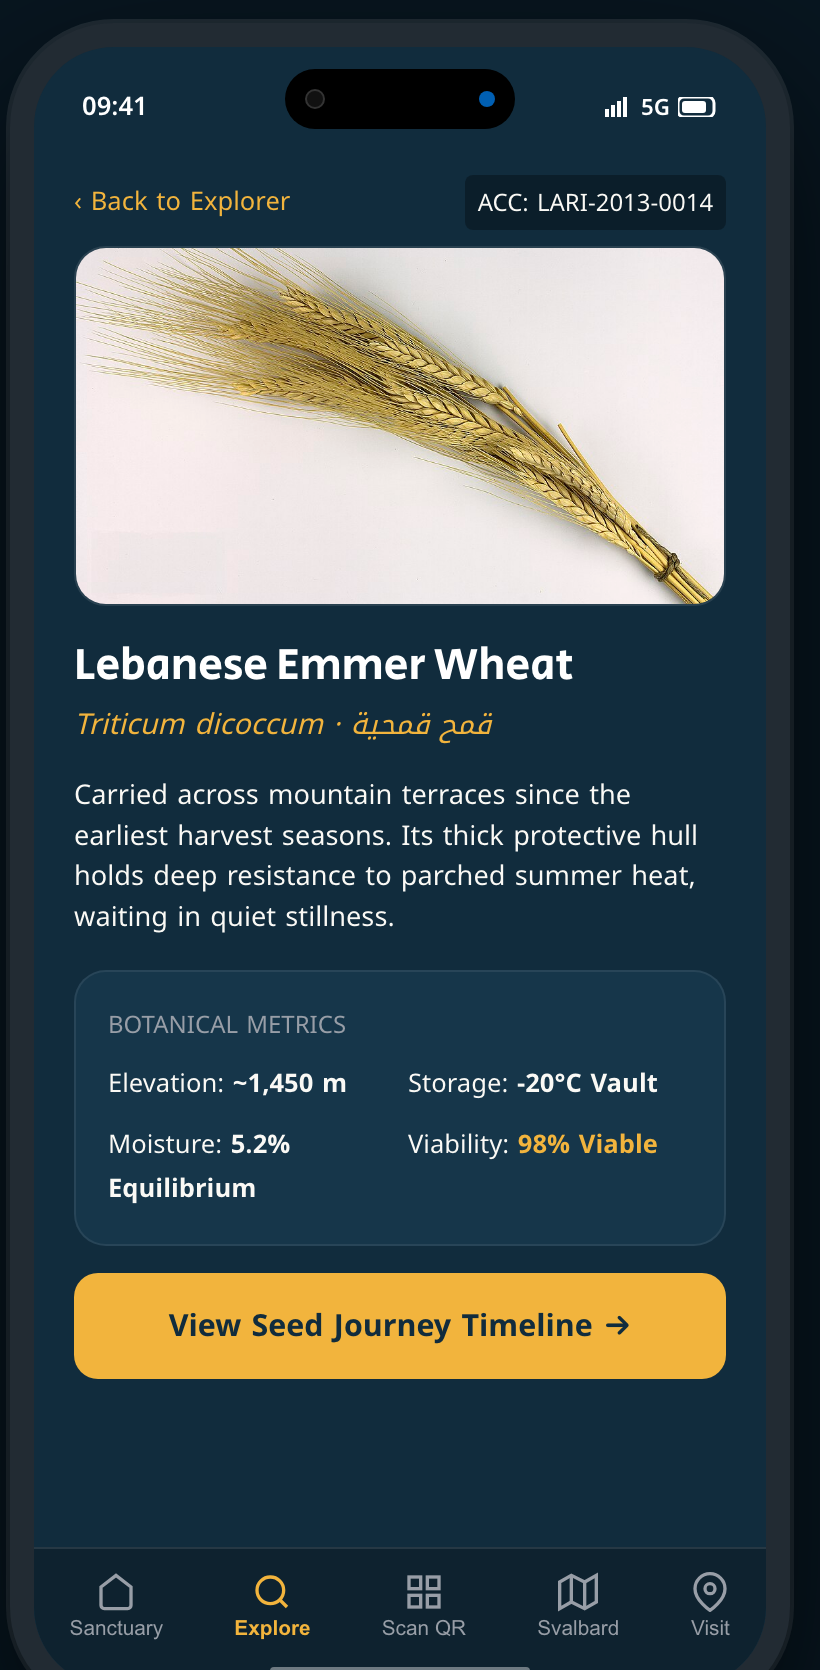 09:41
5G
‹ Back to Explorer
ACC: LARI-2013-0014
Lebanese Emmer Wheat
Triticum dicoccum · قمح قمحية
Carried across mountain terraces since the
earliest harvest seasons. Its thick protective hull
holds deep resistance to parched summer heat,
waiting in quiet stillness.
BOTANICAL METRICS
Elevation: ~1,450 m
Storage: -20°C Vault
Moisture: 5.2%
Equilibrium
Viability: 98% Viable
View Seed Journey Timeline →
Sanctuary
Explore
Scan QR
Svalbard
Visit